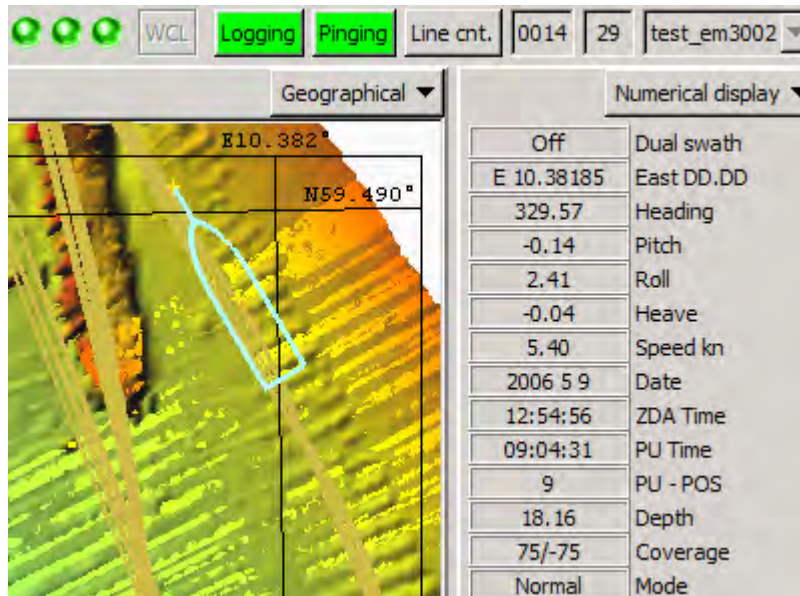 WCL Logging Pinging Line cnt. 0014 29 test_em3002
Geographical Numerical display
E10.382°
N59.490°
Off Dual swath
E 10.38185 East DD.DD
329.57 Heading
-0.14 Pitch
2.41 Roll
-0.04 Heave
5.40 Speed kn
2006 5 9 Date
12:54:56 ZDA Time
09:04:31 PU Time
9 PU - POS
18.16 Depth
75/-75 Coverage
Normal Mode